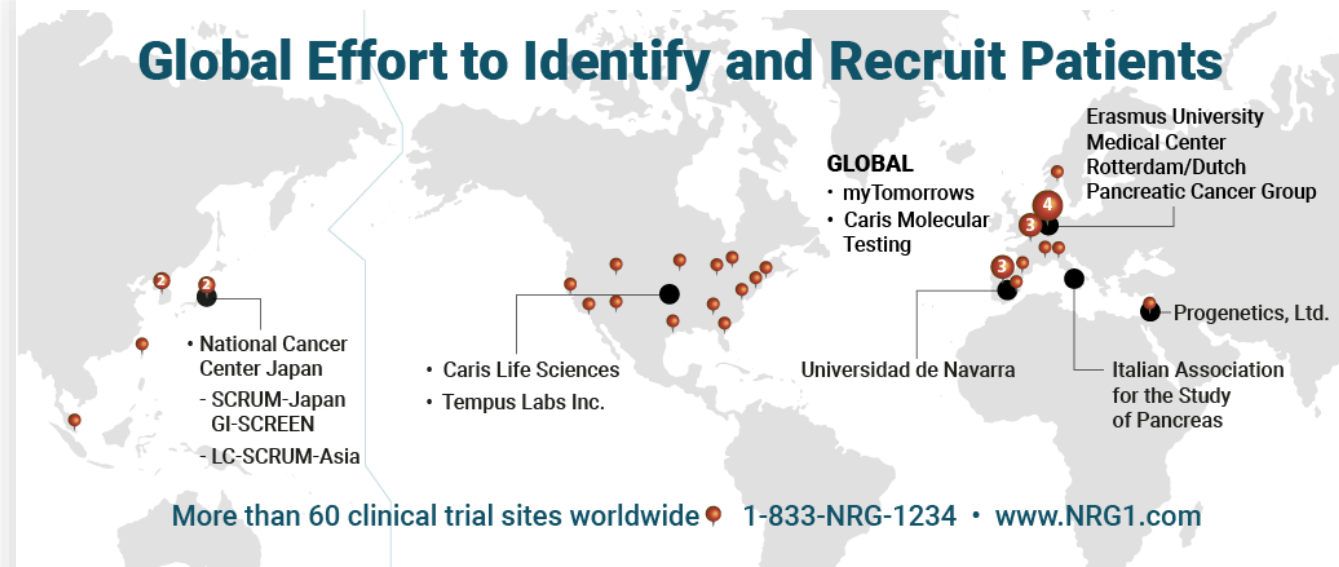 Global Effort to Identify and Recruit Patients
Erasmus University
Medical Center
Rotterdam/Dutch
Pancreatic Cancer Group
GLOBAL
• myTomorrows
• Caris Molecular
Testing
4
3
3
2
2
• National Cancer
Center Japan
- SCRUM-Japan
GI-SCREEN
- LC-SCRUM-Asia
• Caris Life Sciences
• Tempus Labs Inc.
Universidad de Navarra
Progenetics, Ltd.
Italian Association
for the Study
of Pancreas
More than 60 clinical trial sites worldwide 1-833-NRG-1234 • www.NRG1.com